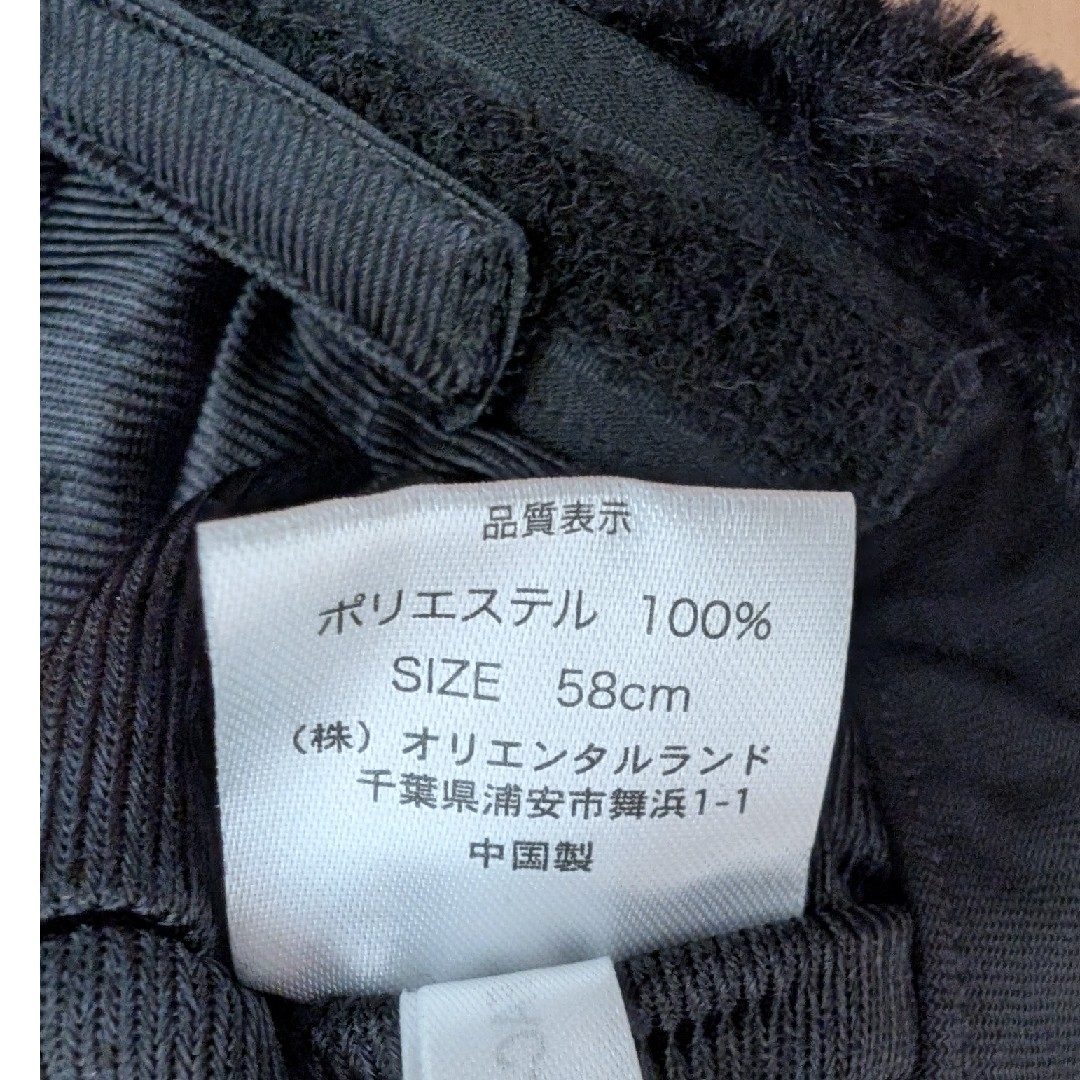 品質表示
ポリエステル 100%
SIZE 58cm
(株) オリエンタルランド
千葉県浦安市舞浜1-1
中国製